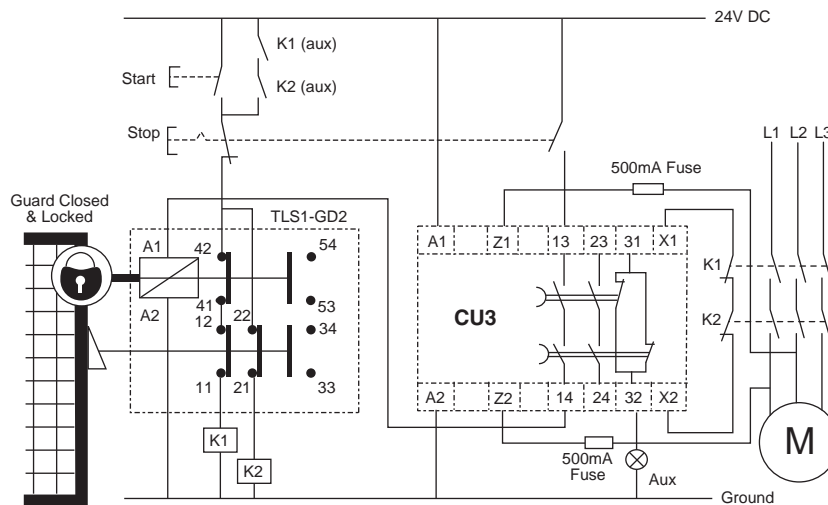 24V DC
K1 (aux)
Start
K2 (aux)
Stop
L1 L2 L3
500mA Fuse
Guard Closed
& Locked
TLS1-GD2
A1 42 54
A1 Z1 13 23 31 X1
K1
A2 41 53
12 22 34
CU3
K2
11 21 33
A2 Z2 14 24 32 X2
K1
M
K2
500mA
Fuse
Aux
Ground